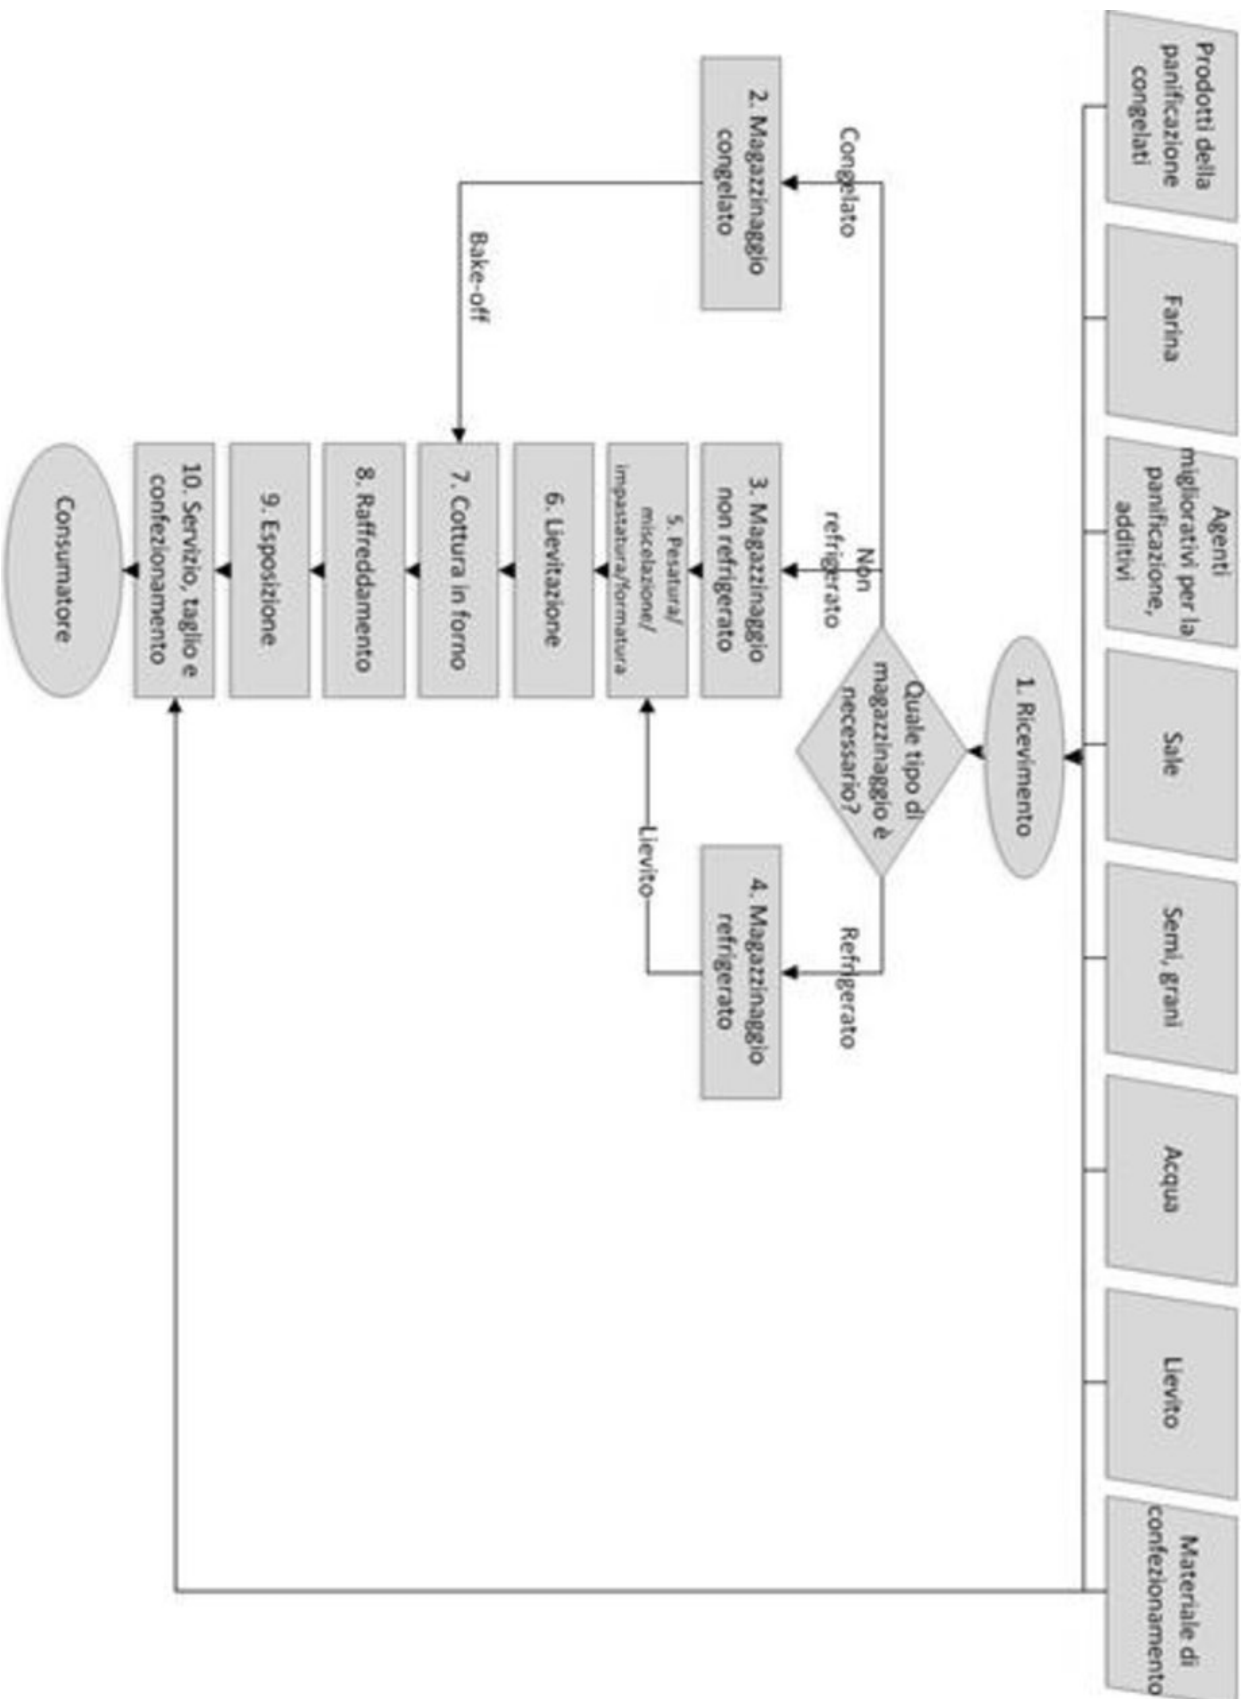 Prodotti della
panificazione
congelati
Farina
Agenti
migliorativi per la
panificazione,
additivi
Sale
Semi, grani
Acqua
Lievito
Materiale di
confezionamento
1. Ricevimento
Quale tipo di
magazzinaggio è
necessario?
Congelato
Non
refrigerato
Refrigerato
2. Magazzinaggio
congelato
3. Magazzinaggio
non refrigerato
4. Magazzinaggio
refrigerato
5. Pesatura/
miscelazione/
impastatura/formatura
Lievito
6. Lievitazione
Bake-off
7. Cottura in forno
8. Raffreddamento
9. Esposizione
10. Servizio, taglio e
confezionamento
Consumatore